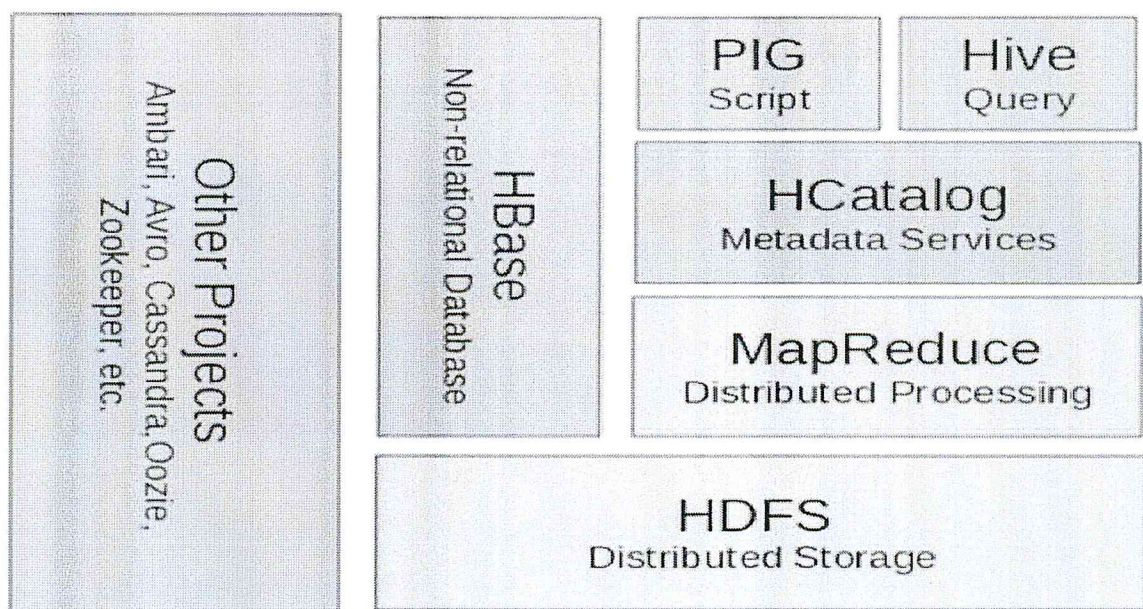 Other Projects
Ambari, Avro, Cassandra, Oozie,
Zookeeper, etc.
HBase
Non-relational Database
PIG
Script
Hive
Query
HCatalog
Metadata Services
MapReduce
Distributed Processing
HDFS
Distributed Storage